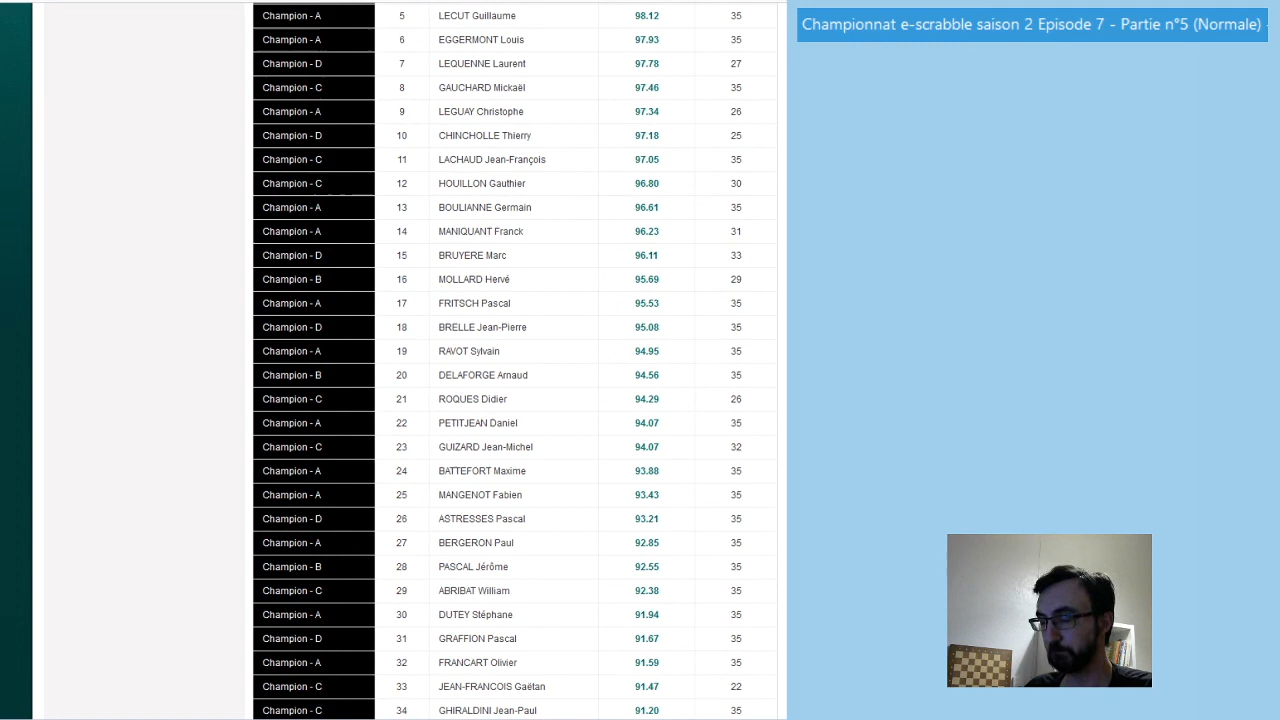 Championnat e-scrabble saison 2 Episode 7 - Partie n°5 (Normale) -
Champion - A 5 LECUT Guillaume 98.12 35
Champion - A 6 EGGERMONT Louis 97.93 35
Champion - D 7 LEQUENNE Laurent 97.78 27
Champion - C 8 GAUCHARD Mickaël 97.46 35
Champion - A 9 LEGUAY Christophe 97.34 26
Champion - D 10 CHINCHOLLE Thierry 97.18 25
Champion - C 11 LACHAUD Jean-François 97.05 35
Champion - C 12 HOUILLON Gauthier 96.80 30
Champion - A 13 BOULIANNE Germain 96.61 35
Champion - A 14 MANIQUANT Franck 96.23 31
Champion - D 15 BRUYERE Marc 96.11 33
Champion - B 16 MOLLARD Hervé 95.69 29
Champion - A 17 FRITSCH Pascal 95.53 35
Champion - D 18 BRELLE Jean-Pierre 95.08 35
Champion - A 19 RAVOT Sylvain 94.95 35
Champion - B 20 DELAFORGE Arnaud 94.56 35
Champion - C 21 ROQUES Didier 94.29 26
Champion - A 22 PETITJEAN Daniel 94.07 35
Champion - C 23 GUIZARD Jean-Michel 94.07 32
Champion - A 24 BATTEFORT Maxime 93.88 35
Champion - A 25 MANGENOT Fabien 93.43 35
Champion - D 26 ASTRESSES Pascal 93.21 35
Champion - A 27 BERGERON Paul 92.85 35
Champion - B 28 PASCAL Jérôme 92.55 35
Champion - C 29 ABRIBAT William 92.38 35
Champion - A 30 DUTEY Stéphane 91.94 35
Champion - D 31 GRAFFION Pascal 91.67 35
Champion - A 32 FRANCART Olivier 91.59 35
Champion - C 33 JEAN-FRANCOIS Gaëtan 91.47 22
Champion - C 34 GHIRALDINI Jean-Paul 91.20 35